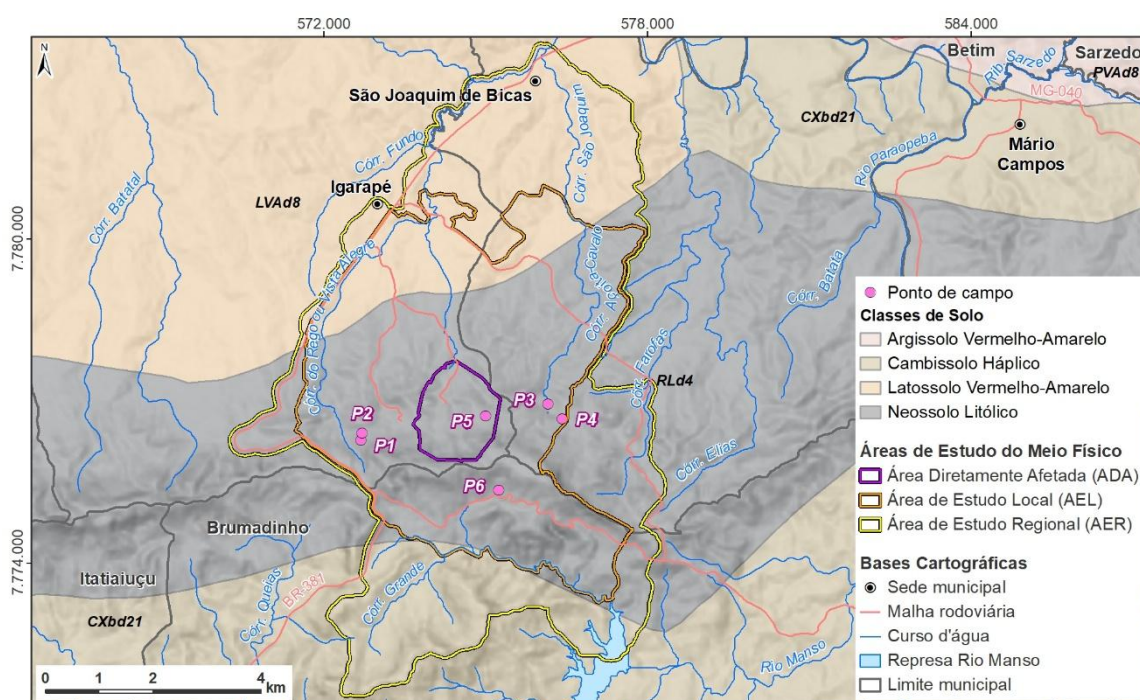 572.000
578.000
584.000
N
Betim
Sarzedo
Rib. Sarzedo
PVAd8
MG-040
São Joaquim de Bicas
CXbd21
Córr. São Joaquim
Rio Paraopeba
Mário
Campos
Córr. Fundo
Igarapé
LVAd8
Córr. Batatal
7.780.000
Córr. do Rego ou Vista Alegre
Córr. Açoita-Cavalo
Córr. Batata
Córr. Farofas
RLd4
P3
P4
P2
P5
P1
Córr. Elias
P6
Brumadinho
7.774.000
Itatiaiuçu
Córr. Queias
BR-381
Córr. Grande
CXbd21
Rio Manso
0 1 2 4
km
Ponto de campo
Classes de Solo
Argissolo Vermelho-Amarelo
Cambissolo Háplico
Latossolo Vermelho-Amarelo
Neossolo Litólico
Áreas de Estudo do Meio Físico
Área Diretamente Afetada (ADA)
Área de Estudo Local (AEL)
Área de Estudo Regional (AER)
Bases Cartográficas
Sede municipal
Malha rodoviária
Curso d'água
Represa Rio Manso
Limite municipal